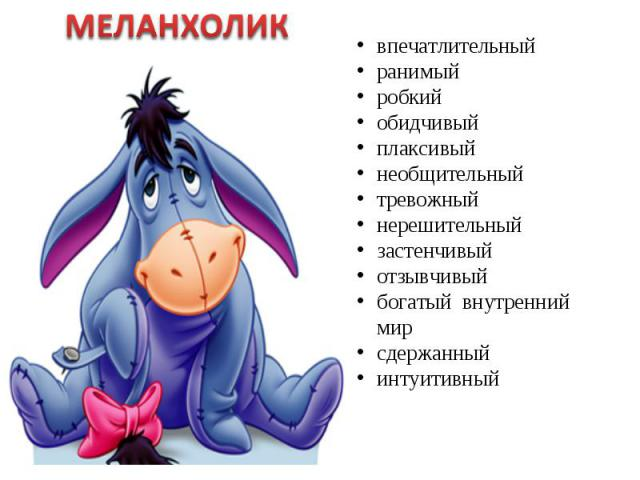 МЕЛАНХОЛИК
• впечатлительный
• ранимый
• робкий
• обидчивый
• плаксивый
• необщительный
• тревожный
• нерешительный
• застенчивый
• отзывчивый
• богатый внутренний
мир
• сдержанный
• интуитивный